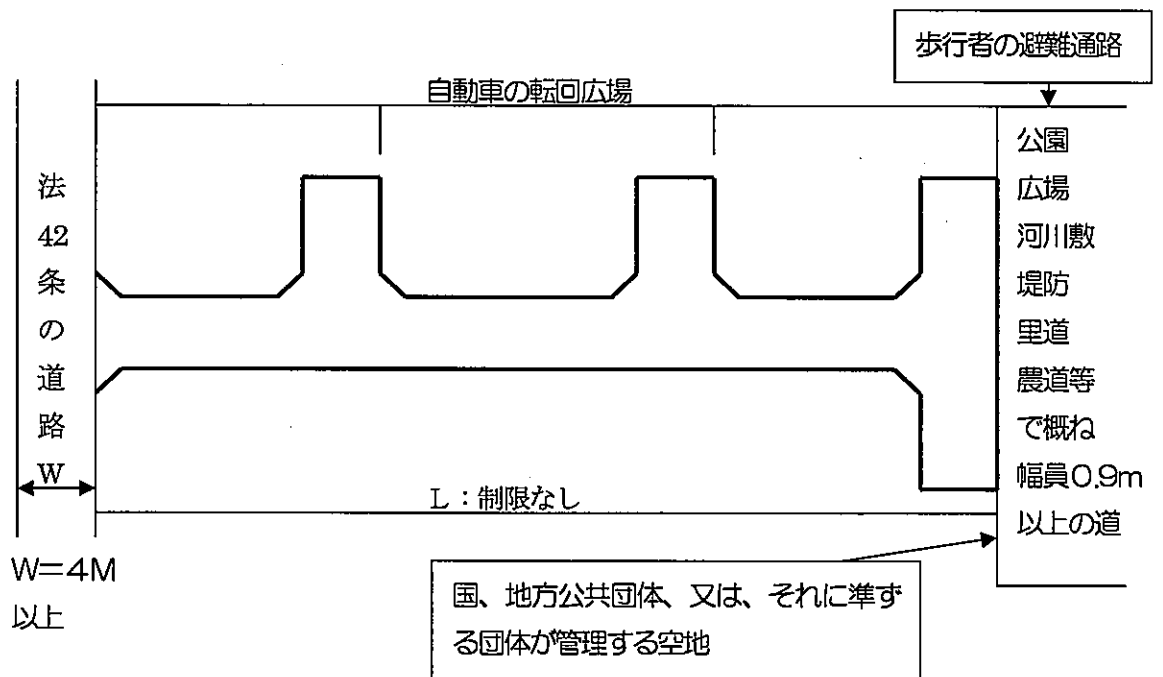 歩行者の避難通路
自動車の転回広場
法
42
条
の
道
路
W
公園
広場
河川敷
堤防
里道
農道等
で概ね
幅員0.9m
以上の道
L：制限なし
W＝4M
以上
国、地方公共団体、又は、それに準ず
る団体が管理する空地